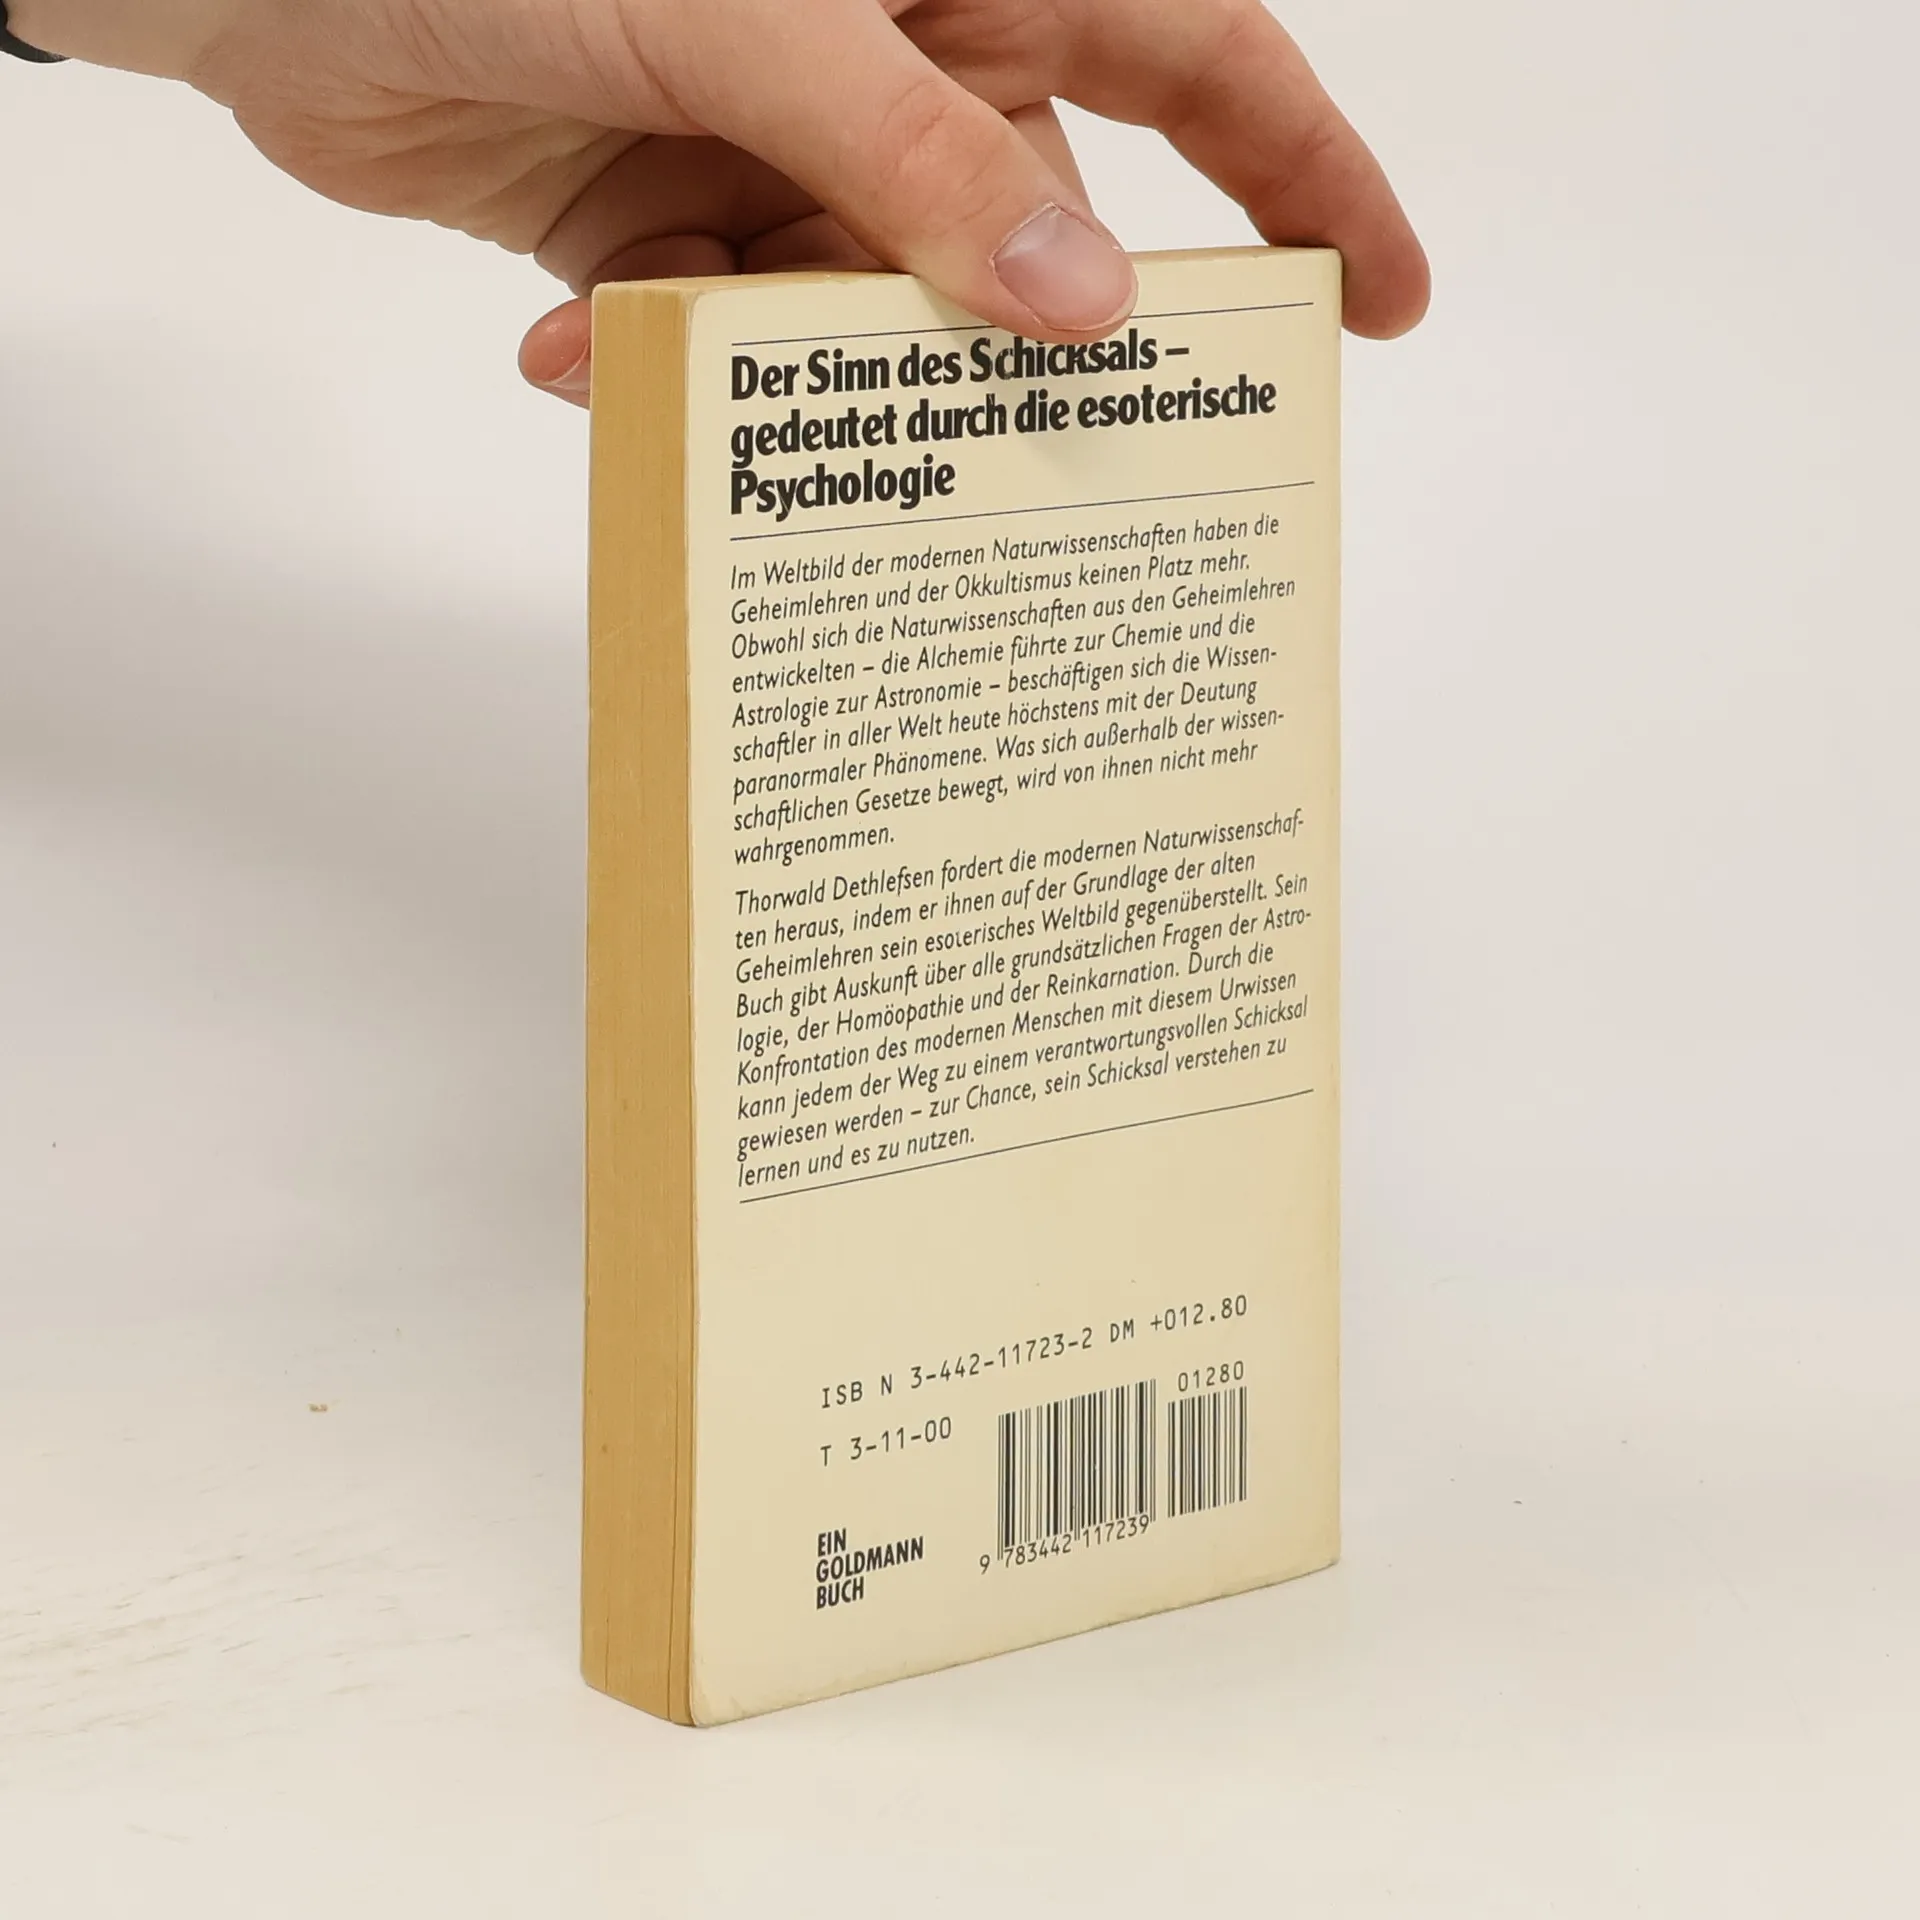 Der Sinn des Schicksals –
gedeutet durch die esoterische
Psychologie
Im Weltbild der modernen Naturwissenschaften haben die
Geheimlehren und der Okkultismus keinen Platz mehr.
Obwohl sich die Naturwissenschaften aus den Geheimlehren
entwickelten – die Alchemie führte zur Chemie und die
Astrologie zur Astronomie – beschäftigen sich die Wissen-
schaftler in aller Welt heute höchstens mit der Deutung
paranormaler Phänomene. Was sich außerhalb der wissen-
schaftlichen Gesetze bewegt, wird von ihnen nicht mehr
wahrgenommen.
Thorwald Dethlefsen fordert die modernen Naturwissenschaf-
ten heraus, indem er ihnen auf der Grundlage der alten
Geheimlehren sein esoterisches Weltbild gegenüberstellt. Sein
Buch gibt Auskunft über alle grundsätzlichen Fragen der Astro-
logie, der Homöopathie und der Reinkarnation. Durch die
Konfrontation des modernen Menschen mit diesem Urwissen
kann jedem der Weg zu einem verantwortungsvollen Schicksal
gewiesen werden – zur Chance, sein Schicksal verstehen zu
lernen und es zu nutzen.
ISB N 3-442-11723-2 DM +012.80
T 3-11-00
01280
9 783442 117239
EIN
GOLDMANN
BUCH